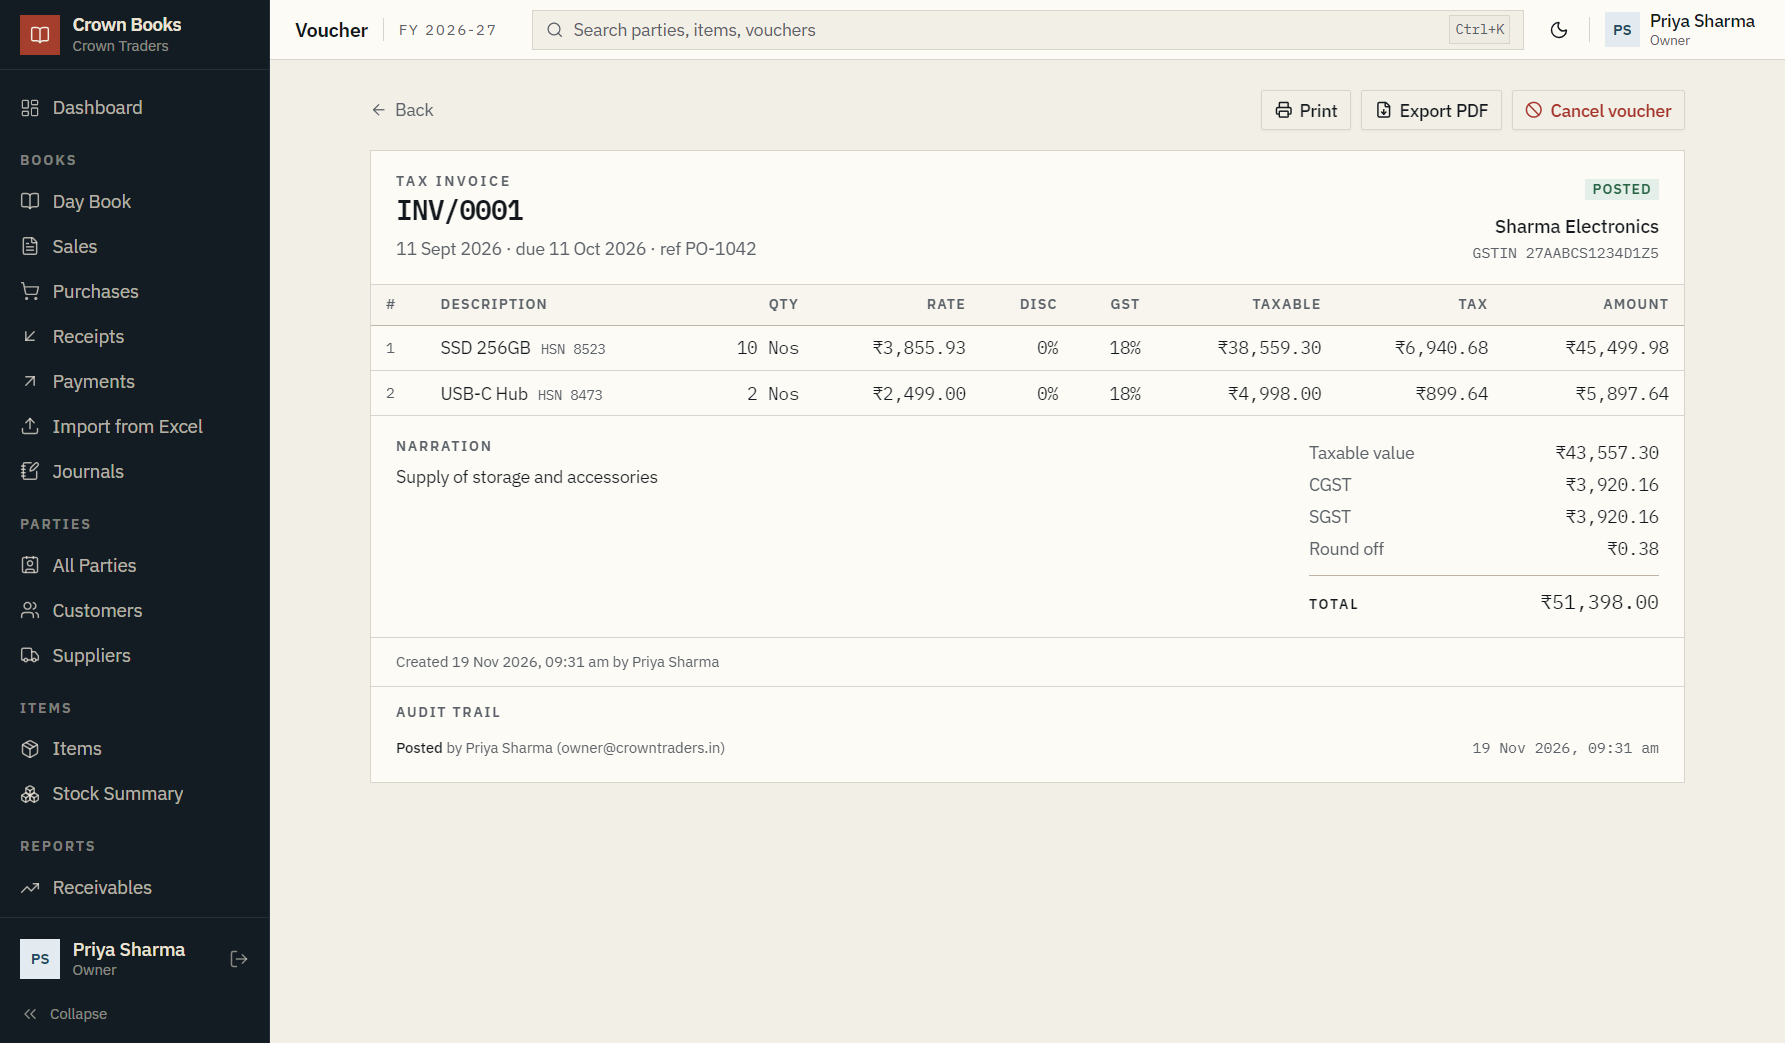 Crown Books
Crown Traders
Dashboard
BOOKS
Day Book
Sales
Purchases
Receipts
Payments
Import from Excel
Journals
PARTIES
All Parties
Customers
Suppliers
ITEMS
Items
Stock Summary
REPORTS
Receivables
PS Priya Sharma
Owner
Collapse
Voucher FY 2026-27 Search parties, items, vouchers Ctrl+K PS Priya Sharma
Owner
Back Print Export PDF Cancel voucher
TAX INVOICE
INV/0001
11 Sept 2026 · due 11 Oct 2026 · ref PO-1042
POSTED
Sharma Electronics
GSTIN 27AABCS1234D1Z5
# DESCRIPTION QTY RATE DISC GST TAXABLE TAX AMOUNT
1 SSD 256GB HSN 8523 10 Nos ₹3,855.93 0% 18% ₹38,559.30 ₹6,940.68 ₹45,499.98
2 USB-C Hub HSN 8473 2 Nos ₹2,499.00 0% 18% ₹4,998.00 ₹899.64 ₹5,897.64
NARRATION
Supply of storage and accessories
Taxable value ₹43,557.30
CGST ₹3,920.16
SGST ₹3,920.16
Round off ₹0.38
TOTAL ₹51,398.00
Created 19 Nov 2026, 09:31 am by Priya Sharma
AUDIT TRAIL
Posted by Priya Sharma (owner@crowntraders.in) 19 Nov 2026, 09:31 am